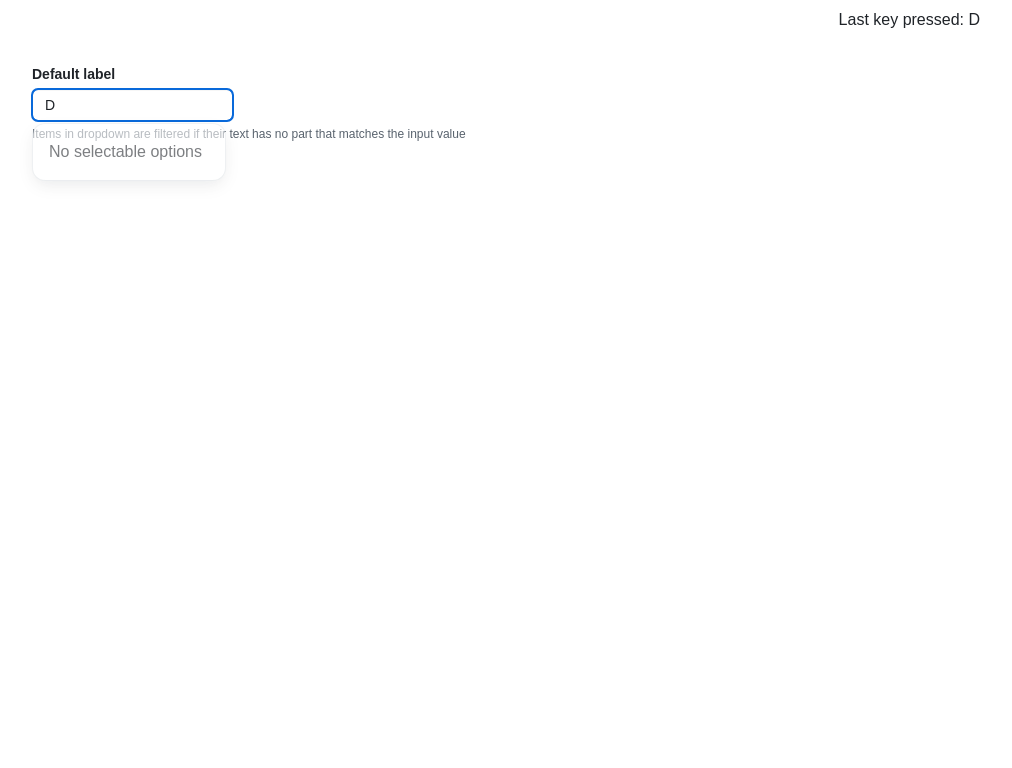 Last key pressed: D
Default label
D
Items in dropdown are filtered if their text has no part that matches the input value
No selectable options